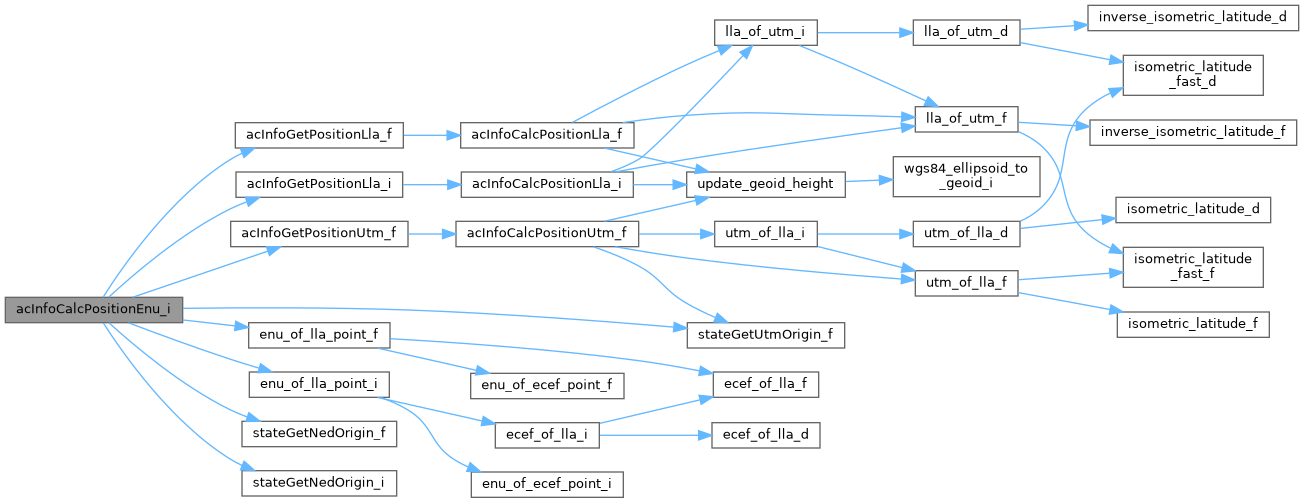 acInfoCalcPositionEnu_i
acInfoGetPositionLla_f
acInfoGetPositionLla_i
acInfoGetPositionUtm_f
enu_of_lla_point_f
enu_of_lla_point_i
stateGetNedOrigin_f
stateGetNedOrigin_i
acInfoCalcPositionLla_f
acInfoCalcPositionLla_i
acInfoCalcPositionUtm_f
enu_of_ecef_point_f
ecef_of_lla_i
enu_of_ecef_point_i
lla_of_utm_i
update_geoid_height
utm_of_lla_i
stateGetUtmOrigin_f
ecef_of_lla_f
ecef_of_lla_d
lla_of_utm_d
lla_of_utm_f
wgs84_ellipsoid_to
_geoid_i
utm_of_lla_d
utm_of_lla_f
inverse_isometric_latitude_d
isometric_latitude
_fast_d
inverse_isometric_latitude_f
isometric_latitude_d
isometric_latitude
_fast_f
isometric_latitude_f